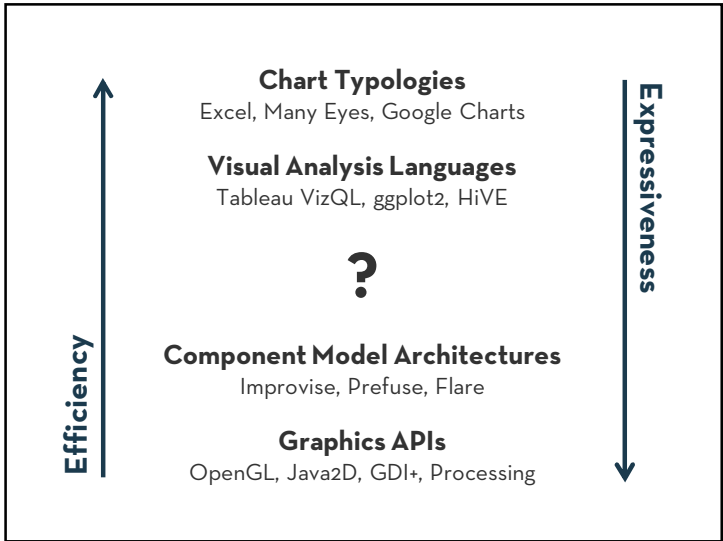 Chart Typologies
Excel, Many Eyes, Google Charts
Visual Analysis Languages
Tableau VizQL, ggplot2, HiVE
?
Component Model Architectures
Improvise, Prefuse, Flare
Graphics APIs
OpenGL, Java2D, GDI+, Processing
Efficiency
Expressiveness